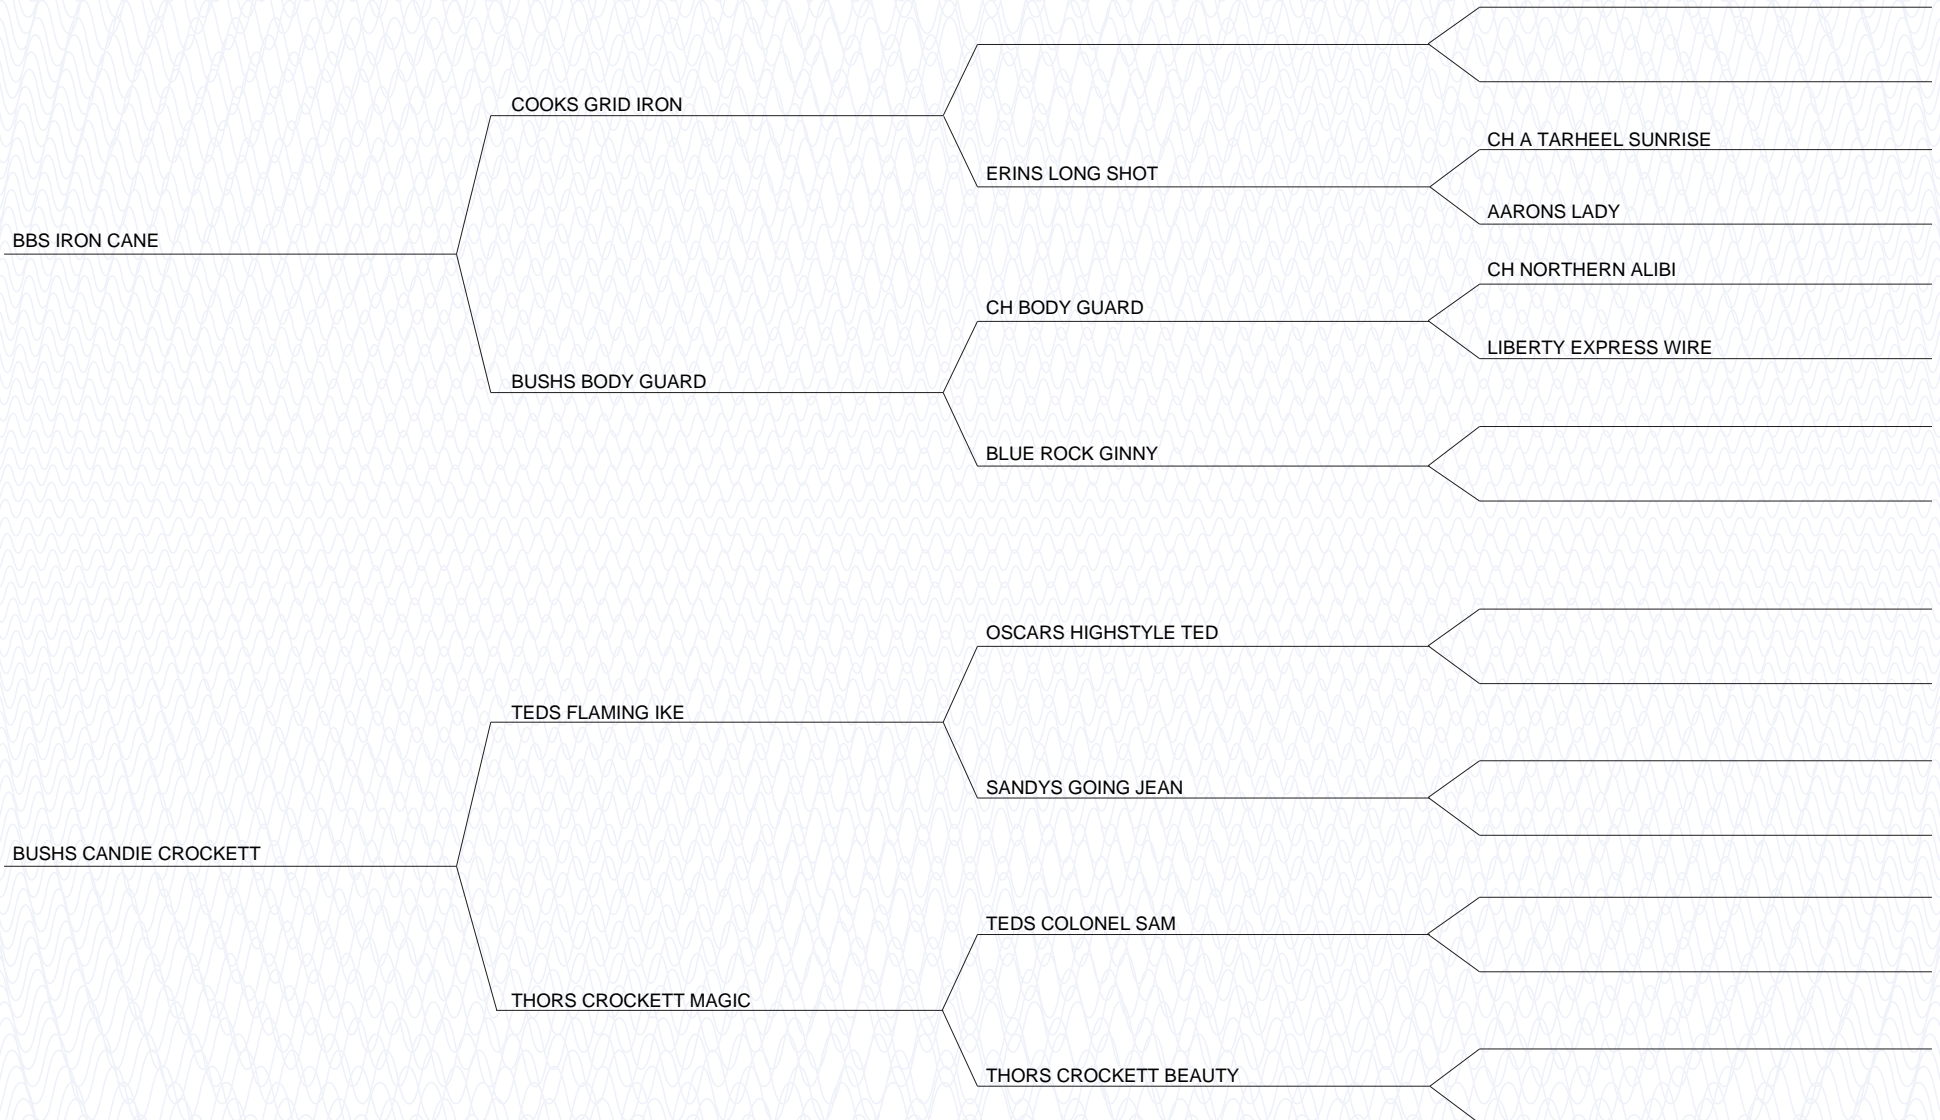 COOKS GRID IRON
CH A TARHEEL SUNRISE
ERINS LONG SHOT
AARONS LADY
BBS IRON CANE
CH NORTHERN ALIBI
CH BODY GUARD
LIBERTY EXPRESS WIRE
BUSHS BODY GUARD
BLUE ROCK GINNY
OSCARS HIGHSTYLE TED
TEDS FLAMING IKE
SANDYS GOING JEAN
BUSHS CANDIE CROCKETT
TEDS COLONEL SAM
THORS CROCKETT MAGIC
THORS CROCKETT BEAUTY